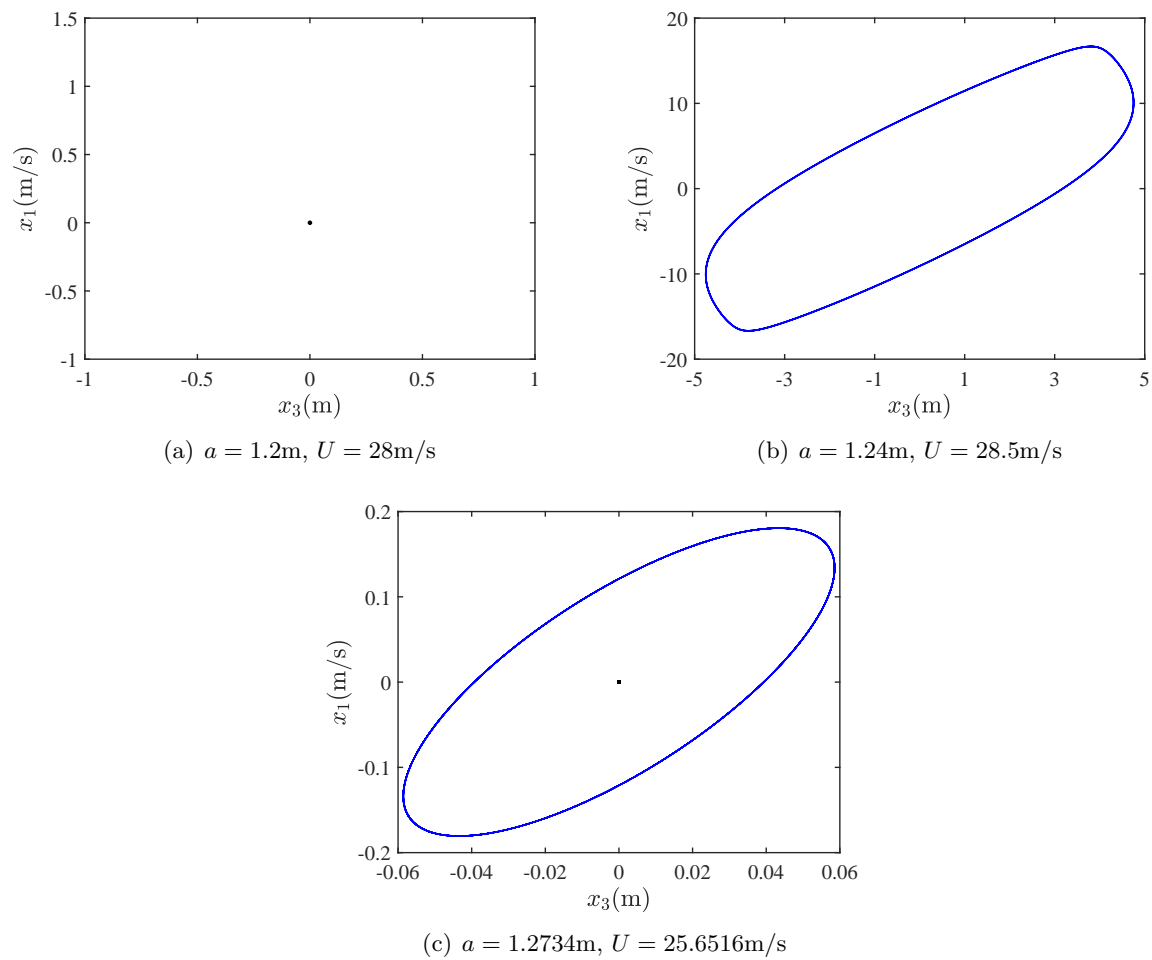 1.5
1
0.5
0
-0.5
-1
-1 -0.5 0 0.5 1
x₁(m/s)
x₃(m)
(a) a = 1.2m, U = 28m/s
20
10
0
-10
-20
-5 -3 -1 1 3 5
x₁(m/s)
x₃(m)
(b) a = 1.24m, U = 28.5m/s
0.2
0.1
0
-0.1
-0.2
-0.06 -0.04 -0.02 0 0.02 0.04 0.06
x₁(m/s)
x₃(m)
(c) a = 1.2734m, U = 25.6516m/s